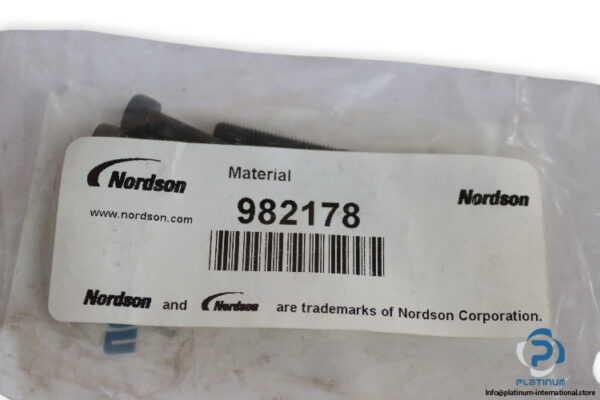 Nordson
Material
Nordson
www.nordson.com
982178
Nordson and Nordson are trademarks of Nordson Corporation.
PLATINUM
Info@platinum-international.store